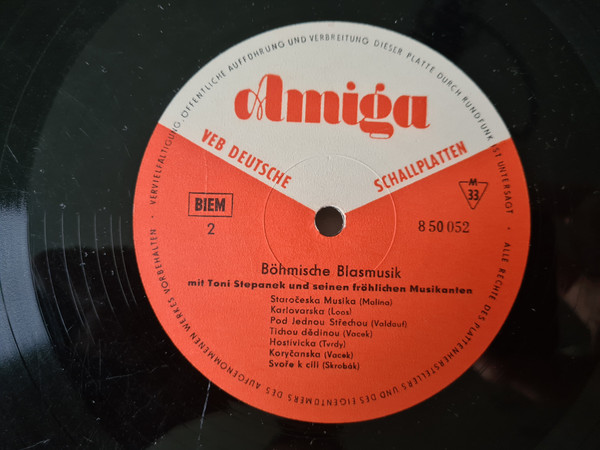 VERVIELFÄLTIGUNG, ÖFFENTLICHE AUFFÜHRUNG UND VERBREITUNG DIESER PLATTE DURCH RUNDFUNK IST UNTERSAGT · ALLE RECHTE DES PLATTENHERSTELLERS UND DES EIGENTÜMERS DES AUFGENOMMENEN WERKES VORBEHALTEN ·
Amiga
VEB DEUTSCHE SCHALLPLATTEN
BIEM
2
M
33
8 50 052
Böhmische Blasmusik
mit Toni Stepanek und seinen fröhlichen Musikanten
Staročeska Musika (Malina)
Karlovarska (Loos)
Pod Jednou Střechou (Valdauf)
Tichou dědinou (Vacek)
Hostivicka (Tvrdy)
Koryčanska (Vacek)
Svoře k cíli (Skrobák)